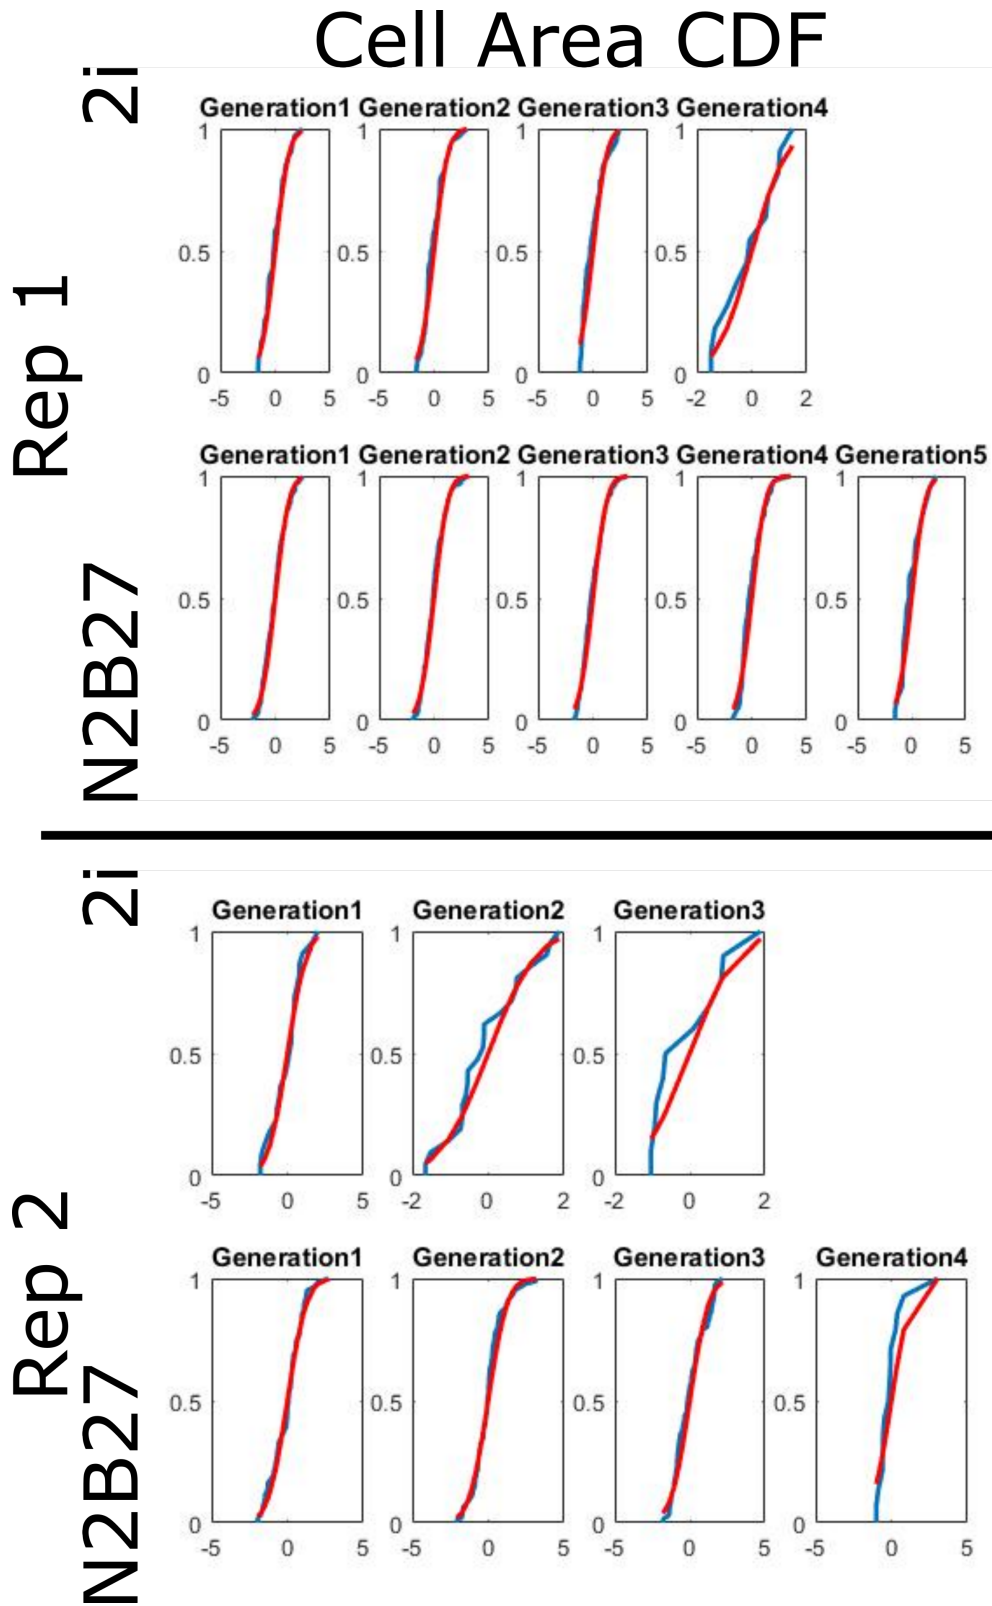 Cell Area CDF
Rep 1
2i
Generation1 Generation2 Generation3 Generation4
1 1 1 1
0.5 0.5 0.5 0.5
0 0 0 0
-5 0 5 -5 0 5 -5 0 5 -2 0 2
N2B27
Generation1 Generation2 Generation3 Generation4 Generation5
1 1 1 1 1
0.5 0.5 0.5 0.5 0.5
0 0 0 0 0
-5 0 5 -5 0 5 -5 0 5 -5 0 5 -5 0 5
Rep 2
2i
Generation1 Generation2 Generation3
1 1 1
0.5 0.5 0.5
0 0 0
-5 0 5 -2 0 2 -2 0 2
N2B27
Generation1 Generation2 Generation3 Generation4
1 1 1 1
0.5 0.5 0.5 0.5
0 0 0 0
-5 0 5 -5 0 5 -5 0 5 -5 0 5